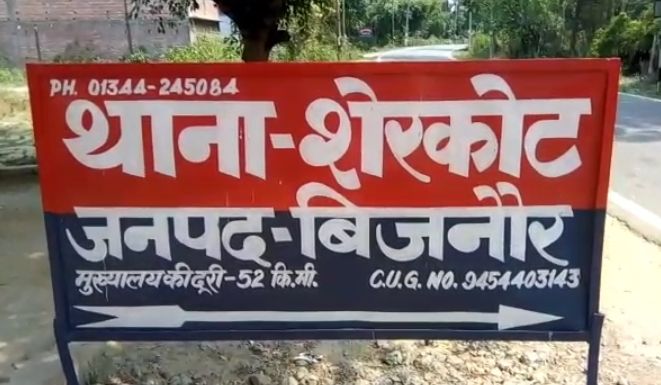 PH. 01344-245084
थाना-शेरकोट
जनपद-बिजनौर
मुख्यालय की दूरी-52 कि.मी. C.U.G. NO. 9454403143